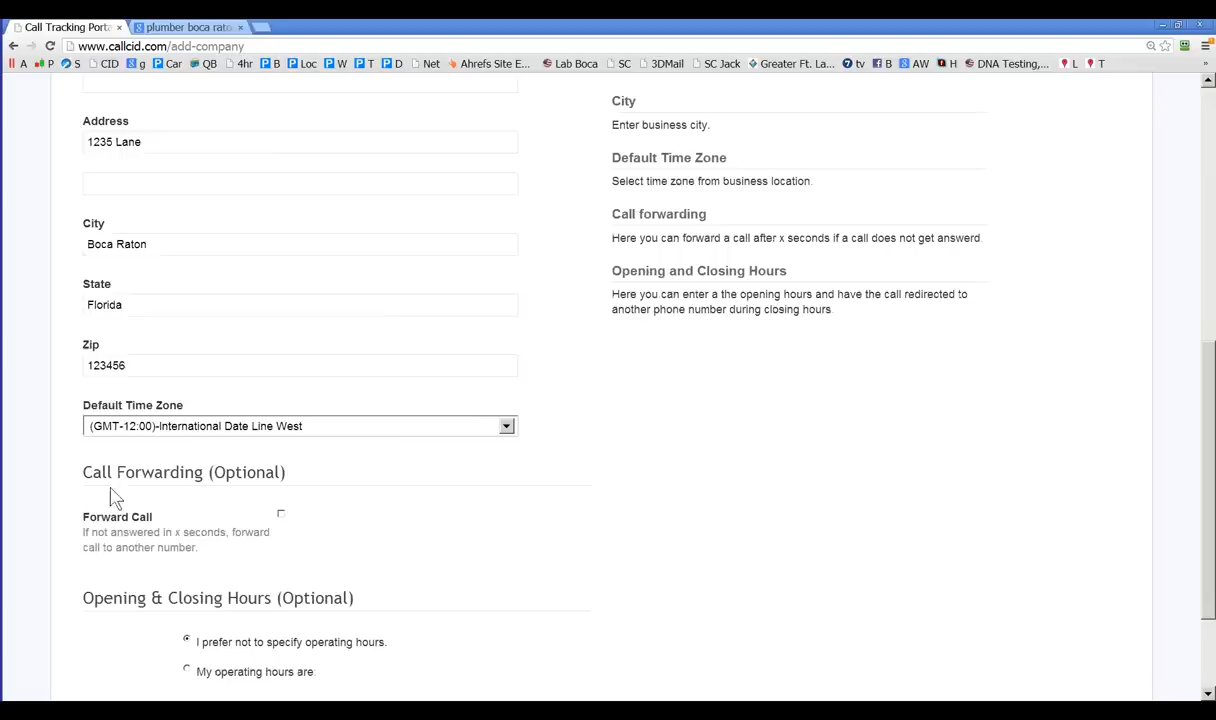 Call Tracking Porta × plumber boca rato ×
www.callcid.com/add-company
A P S CID g Car QB 4hr B Loc W T D Net Ahrefs Site E... Lab Boca SC 3DMail SC Jack Greater Ft. La... tv B AW H DNA Testing,... L T »
Address
1235 Lane
City
Boca Raton
State
Florida
Zip
123456
Default Time Zone
(GMT-12:00)-International Date Line West
Call Forwarding (Optional)
Forward Call
If not answered in x seconds, forward
call to another number.
Opening & Closing Hours (Optional)
I prefer not to specify operating hours.
My operating hours are:
City
Enter business city.
Default Time Zone
Select time zone from business location.
Call forwarding
Here you can forward a call after x seconds if a call does not get answerd.
Opening and Closing Hours
Here you can enter a the opening hours and have the call redirected to
another phone number during closing hours.